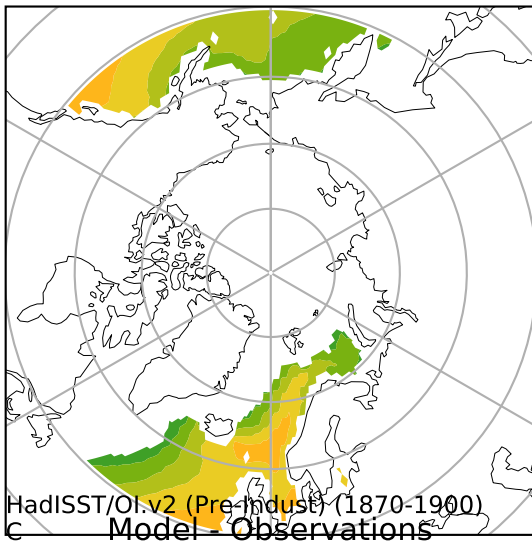 HadISST/OI.v2 (Pre-Indust) (1870-1900)
C Model - Observations